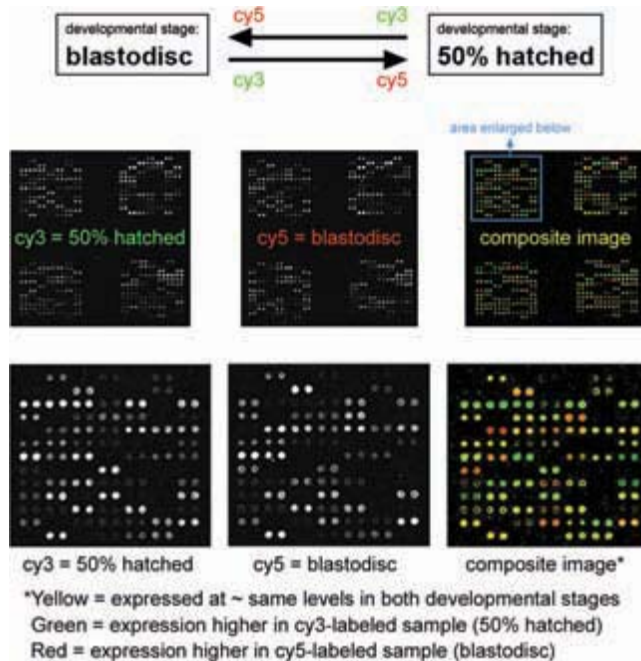 developmental stage:
blastodisc
cy5
cy3
cy3
cy5
developmental stage:
50% hatched
area enlarged below
cy3 = 50% hatched
cy5 = blastodisc
composite image
cy3 = 50% hatched
cy5 = blastodisc
composite image*
*Yellow = expressed at ~ same levels in both developmental stages
Green = expression higher in cy3-labeled sample (50% hatched)
Red = expression higher in cy5-labeled sample (blastodisc)